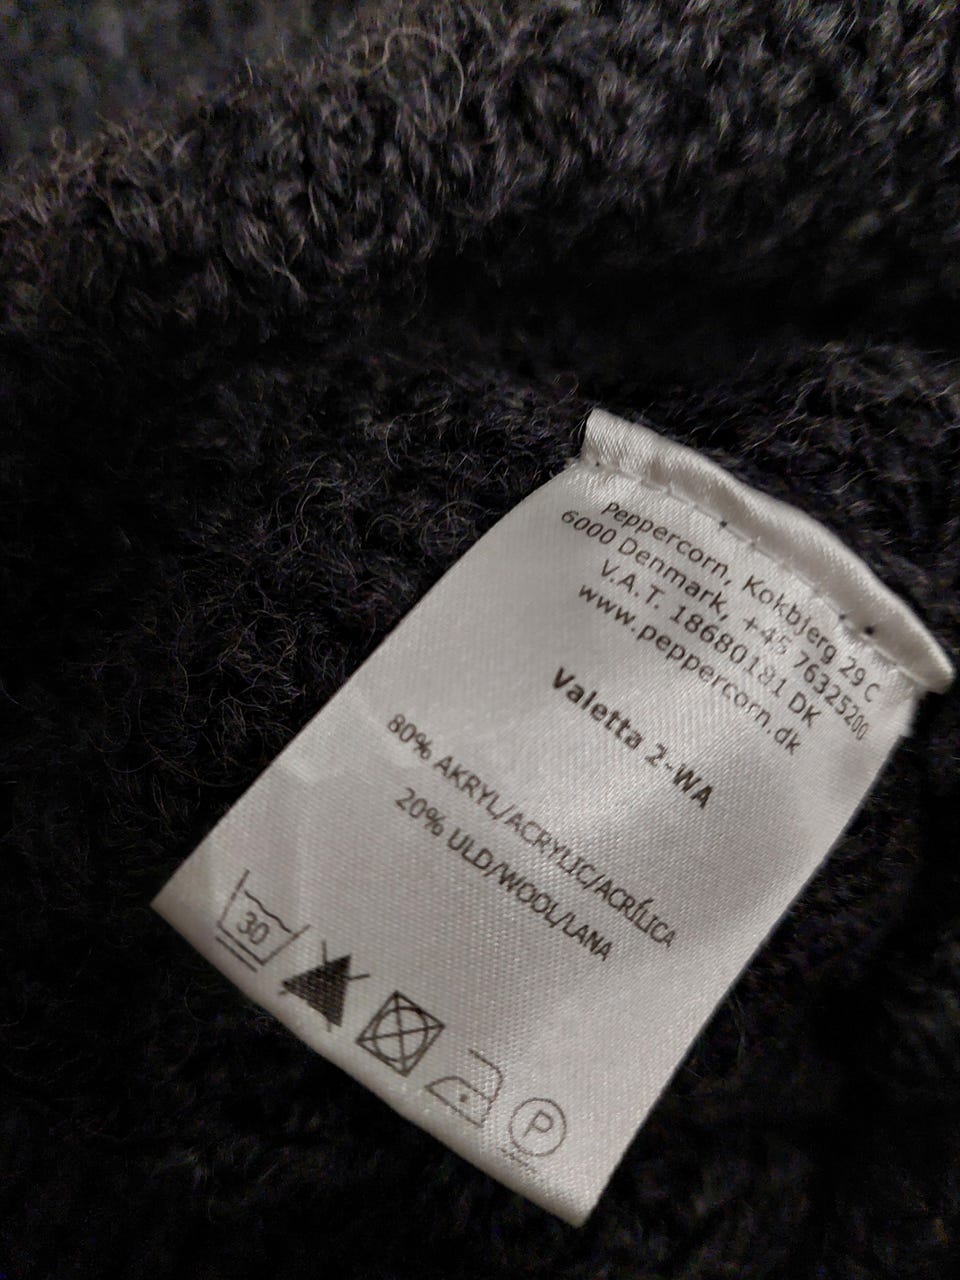 Peppercorn, Kokbjerg 29 C
6000 Denmark, +45 76325200
V.A.T. 18680181 DK
www.peppercorn.dk
Valetta 2-WA
80% AKRYL/ACRYLIC/ACRÍLICA
20% ULD/WOOL/LANA
30
P